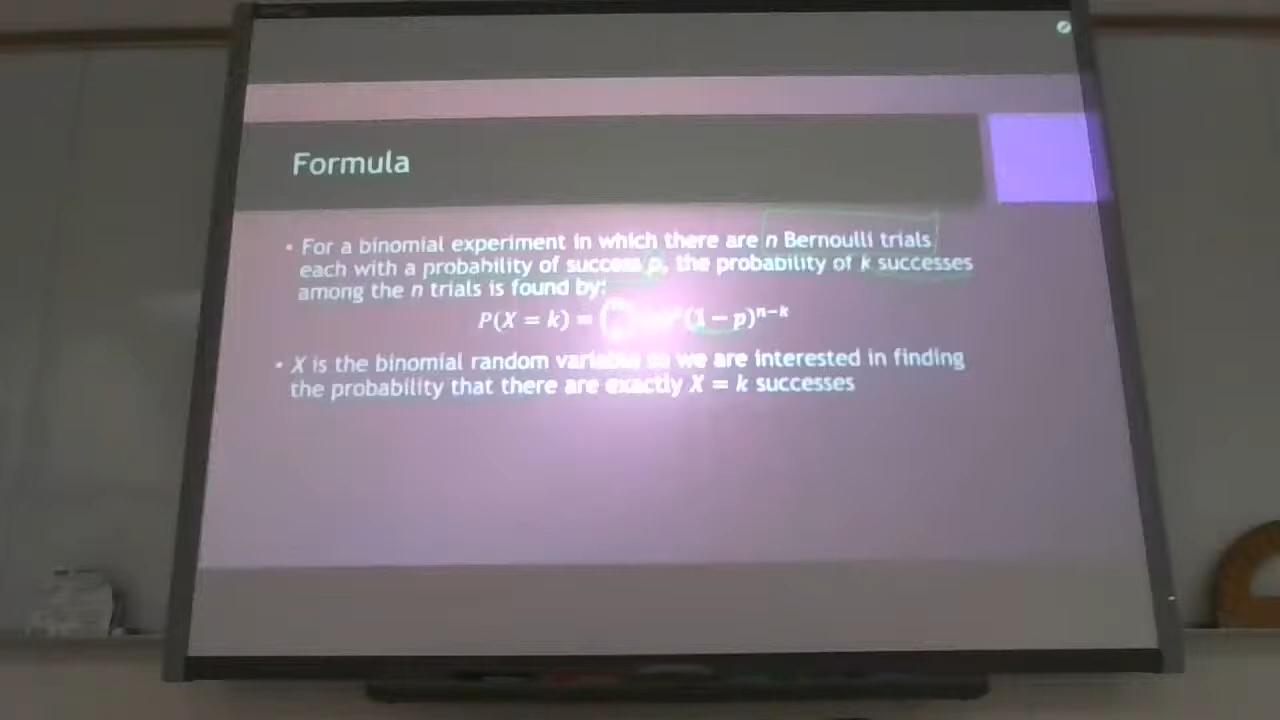 Formula
• For a binomial experiment in which there are n Bernoulli trials
each with a probability of success p, the probability of k successes
among the n trials is found by:
P(X = k) = ( (1 − p)ⁿ⁻ᵏ
• X is the binomial random variable so we are interested in finding
the probability that there are exactly X = k successes